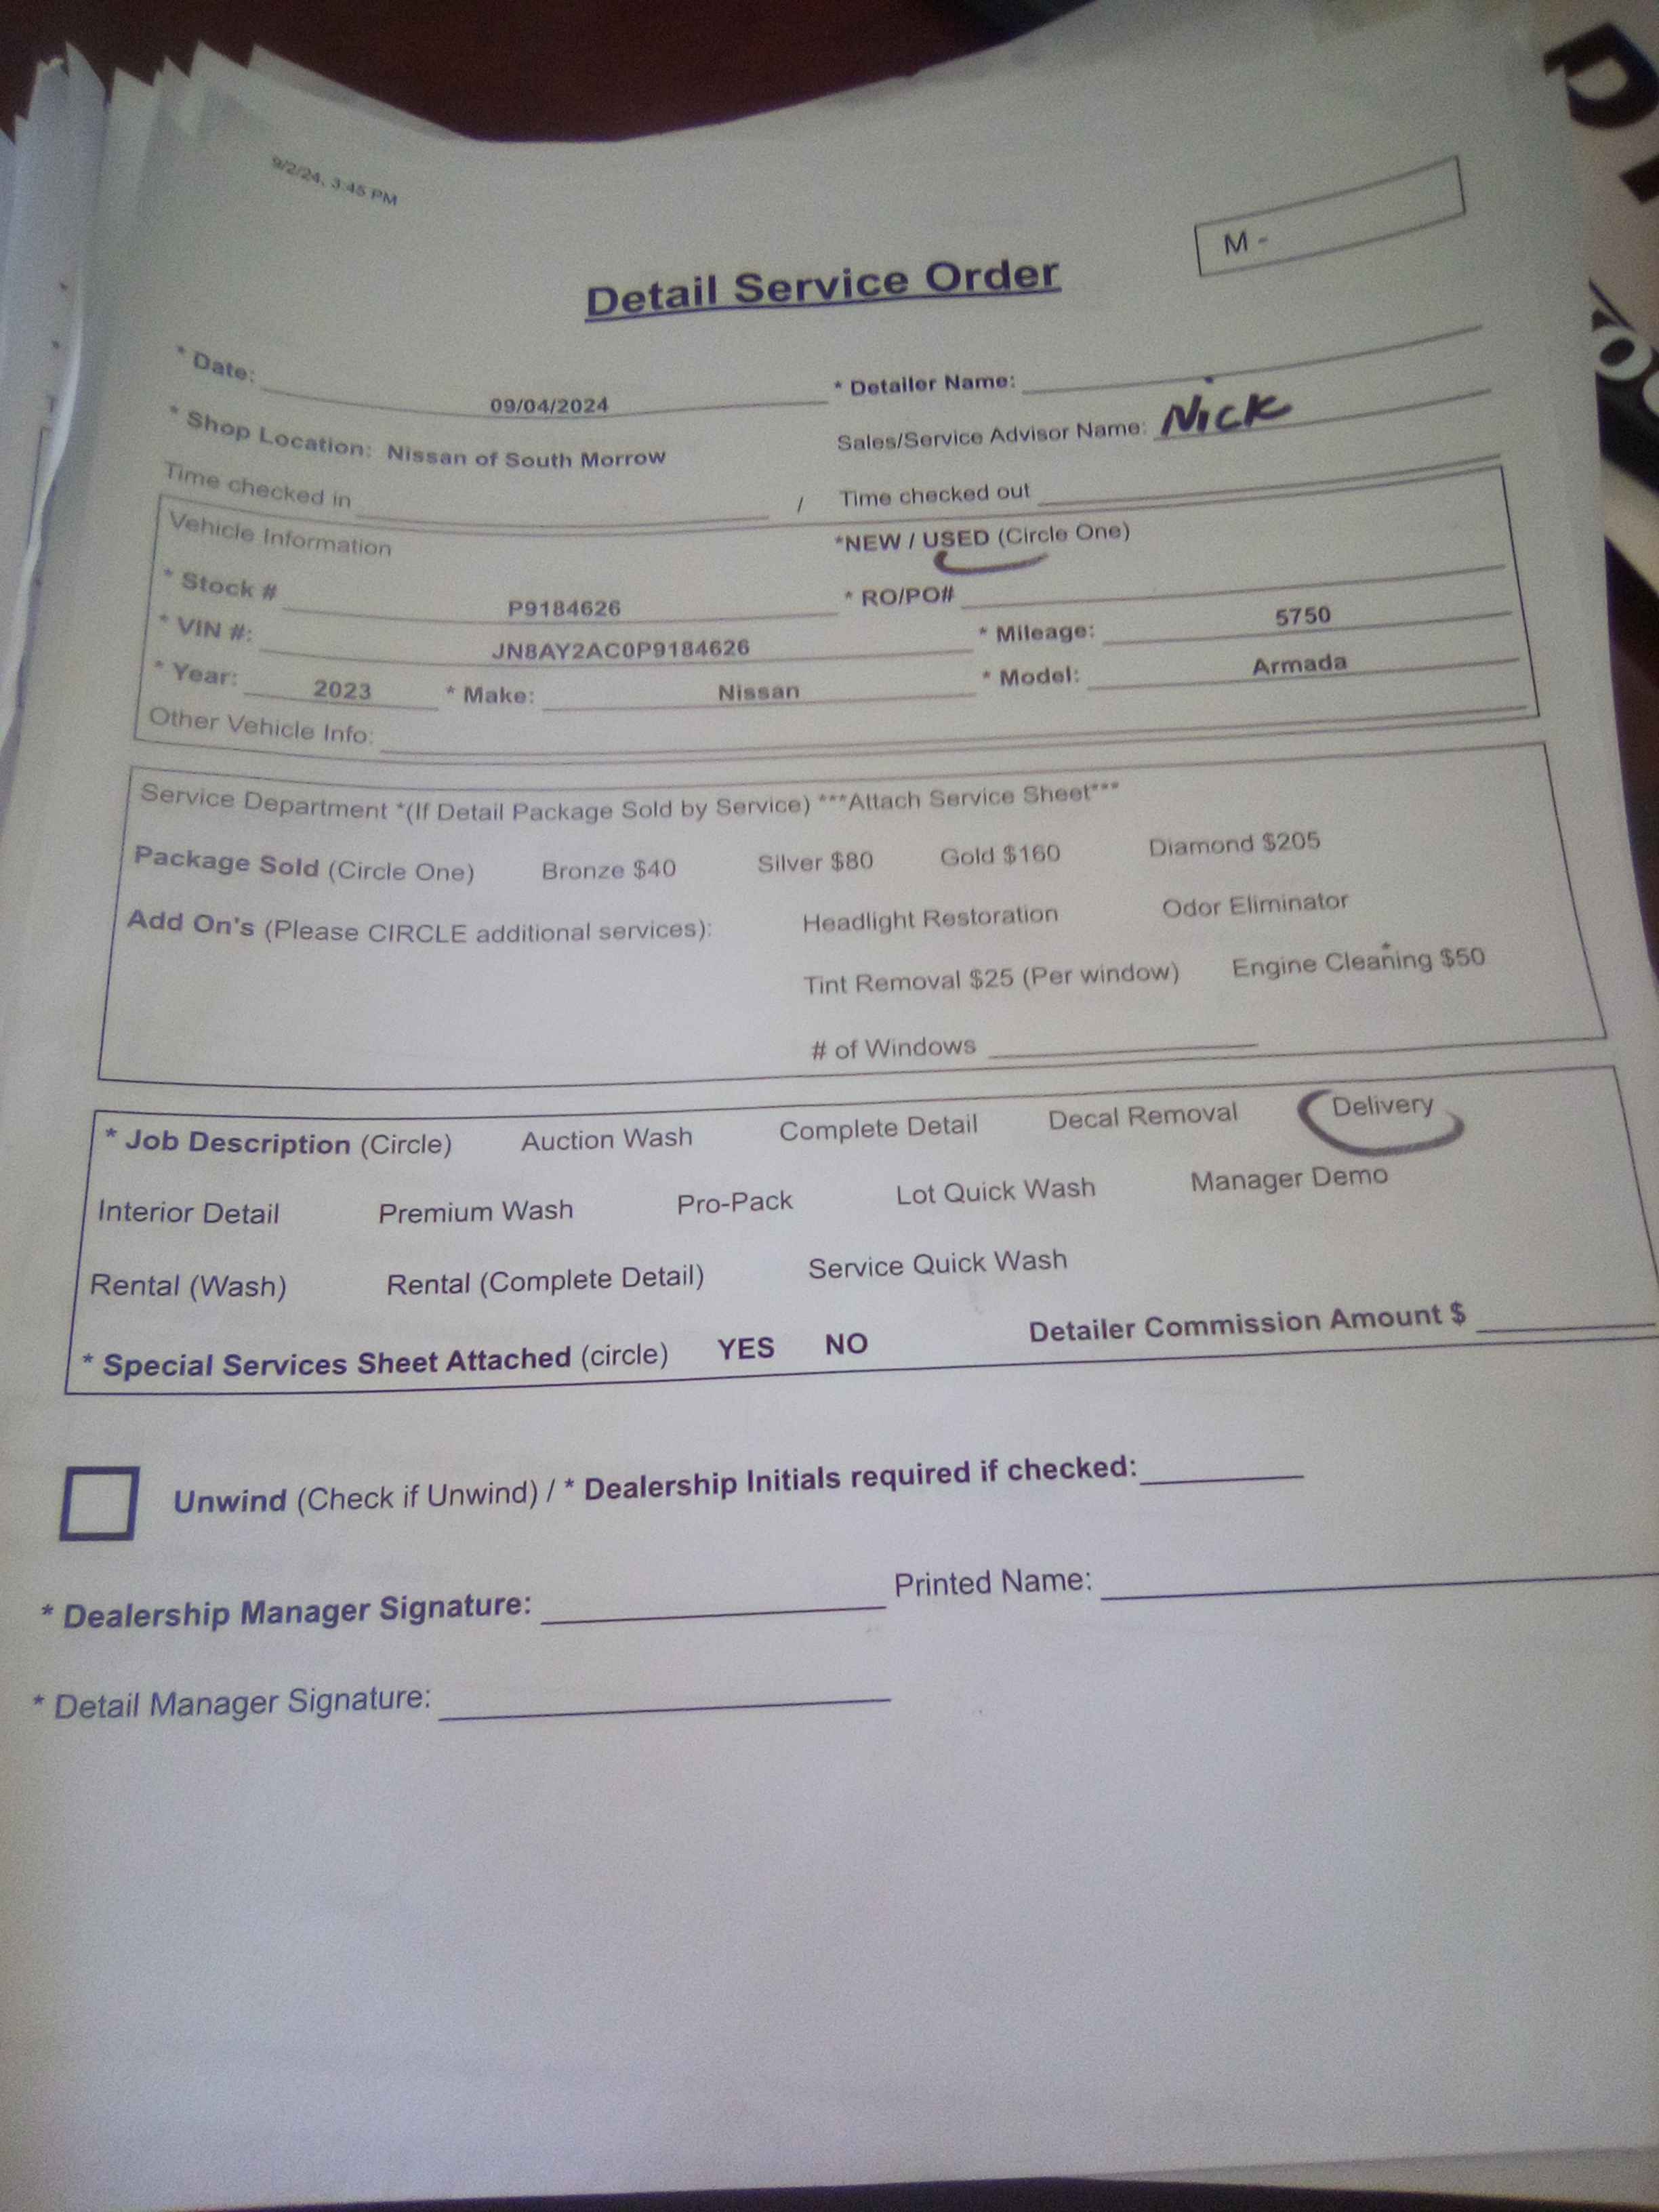 9/2/24, 3:45 PM
M -
Detail Service Order
* Date: 09/04/2024 * Detailer Name:
* Shop Location: Nissan of South Morrow Sales/Service Advisor Name: Nick
Time checked in / Time checked out
Vehicle Information *NEW / USED (Circle One)
* Stock # P9184626 * RO/PO#
* VIN #: JN8AY2AC0P9184626 * Mileage: 5750
* Year: 2023 * Make: Nissan * Model: Armada
Other Vehicle Info:
Service Department *(If Detail Package Sold by Service) ***Attach Service Sheet***
Package Sold (Circle One) Bronze $40 Silver $80 Gold $160 Diamond $205
Add On's (Please CIRCLE additional services): Headlight Restoration Odor Eliminator
Tint Removal $25 (Per window) Engine Cleaning $50
# of Windows
* Job Description (Circle) Auction Wash Complete Detail Decal Removal Delivery
Interior Detail Premium Wash Pro-Pack Lot Quick Wash Manager Demo
Rental (Wash) Rental (Complete Detail) Service Quick Wash
* Special Services Sheet Attached (circle) YES NO Detailer Commission Amount $
Unwind (Check if Unwind) / * Dealership Initials required if checked:
* Dealership Manager Signature: Printed Name:
* Detail Manager Signature: